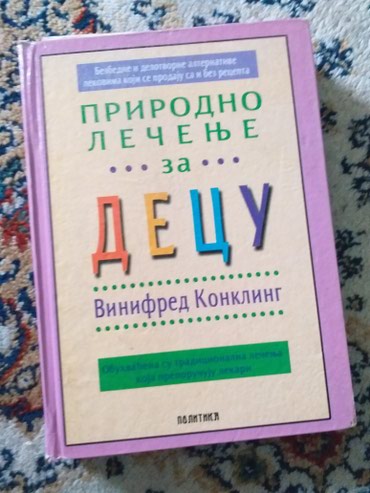 Безбедне и делотворне алтернативе
лековима који се продају са и без рецепта
ПРИРОДНО
ЛЕЧЕЊЕ
••• за •••
ДЕЦУ
Винифред Конклинг
Обухваћена су традиционална лечења
која препоручују лекари
ПОЛИТИКА